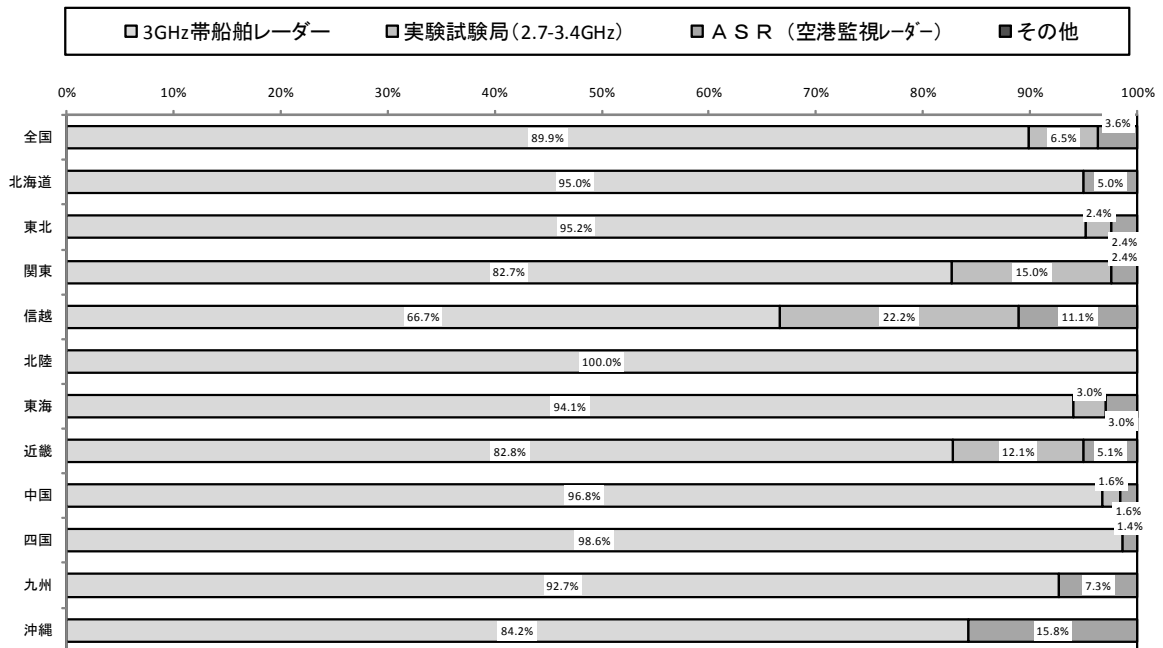 3GHz帯船舶レーダー 実験試験局(2.7-3.4GHz) ASR(空港監視レーダー) その他
0% 10% 20% 30% 40% 50% 60% 70% 80% 90% 100%
全国 89.9% 6.5% 3.6%
北海道 95.0% 5.0%
東北 95.2% 2.4% 2.4%
関東 82.7% 15.0% 2.4%
信越 66.7% 22.2% 11.1%
北陸 100.0%
東海 94.1% 3.0% 3.0%
近畿 82.8% 12.1% 5.1%
中国 96.8% 1.6% 1.6%
四国 98.6% 1.4%
九州 92.7% 7.3%
沖縄 84.2% 15.8%